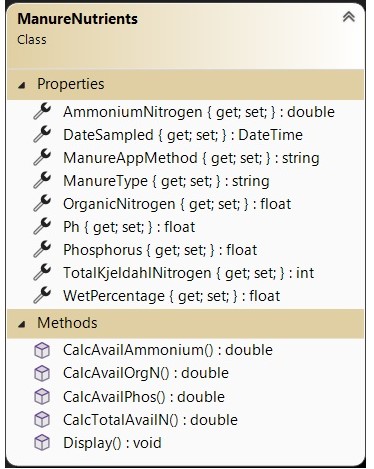 ManureNutrients
Class
Properties
AmmoniumNitrogen { get; set; } : double
DateSampled { get; set; } : DateTime
ManureAppMethod { get; set; } : string
ManureType { get; set; } : string
OrganicNitrogen { get; set; } : float
Ph { get; set; } : float
Phosphorus { get; set; } : float
TotalKjeldahlNitrogen { get; set; } : int
WetPercentage { get; set; } : float
Methods
CalcAvailAmmonium() : double
CalcAvailOrgN() : double
CalcAvailPhos() : double
CalcTotalAvailN() : double
Display() : void